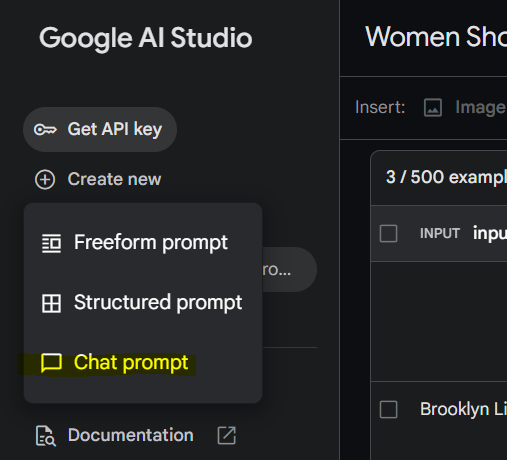 Google AI Studio
Women Sho
Get API key
Insert:
Image
Create new
3 / 500 exampl
INPUT inpu
Freeform prompt
ro...
Structured prompt
Chat prompt
Brooklyn Li
Documentation